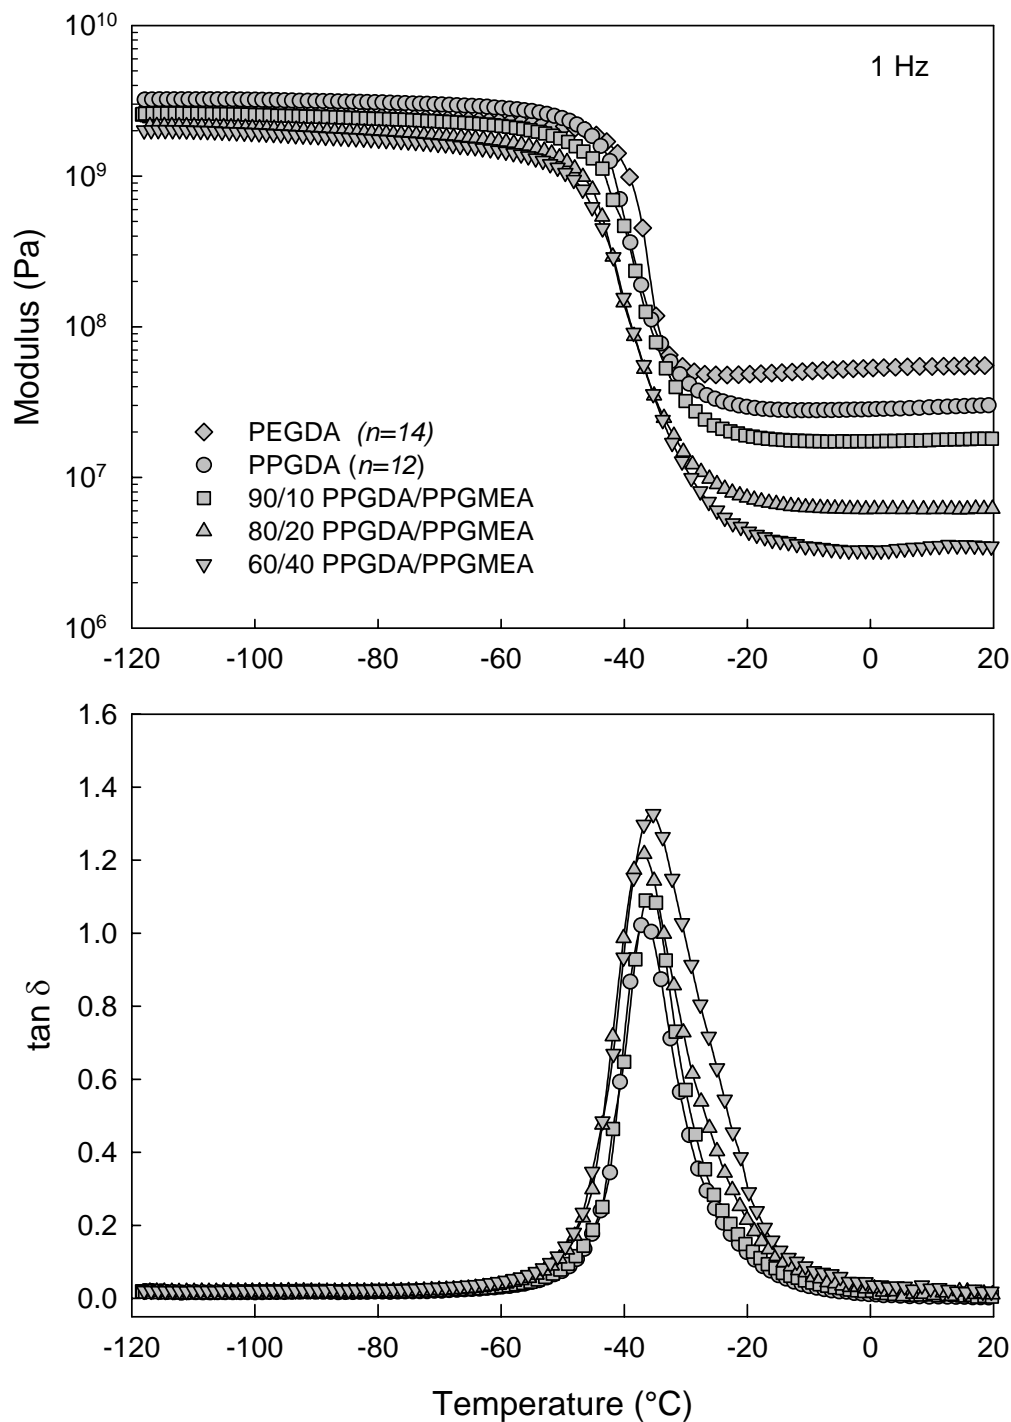 10^10
1 Hz
10^9
Modulus (Pa)
10^8
PEGDA (n=14)
PPGDA (n=12)
10^7
90/10 PPGDA/PPGMEA
80/20 PPGDA/PPGMEA
60/40 PPGDA/PPGMEA
10^6
-120 -100 -80 -60 -40 -20 0 20
1.6
1.4
1.2
1.0
0.8
tan δ
0.6
0.4
0.2
0.0
-120 -100 -80 -60 -40 -20 0 20
Temperature (°C)